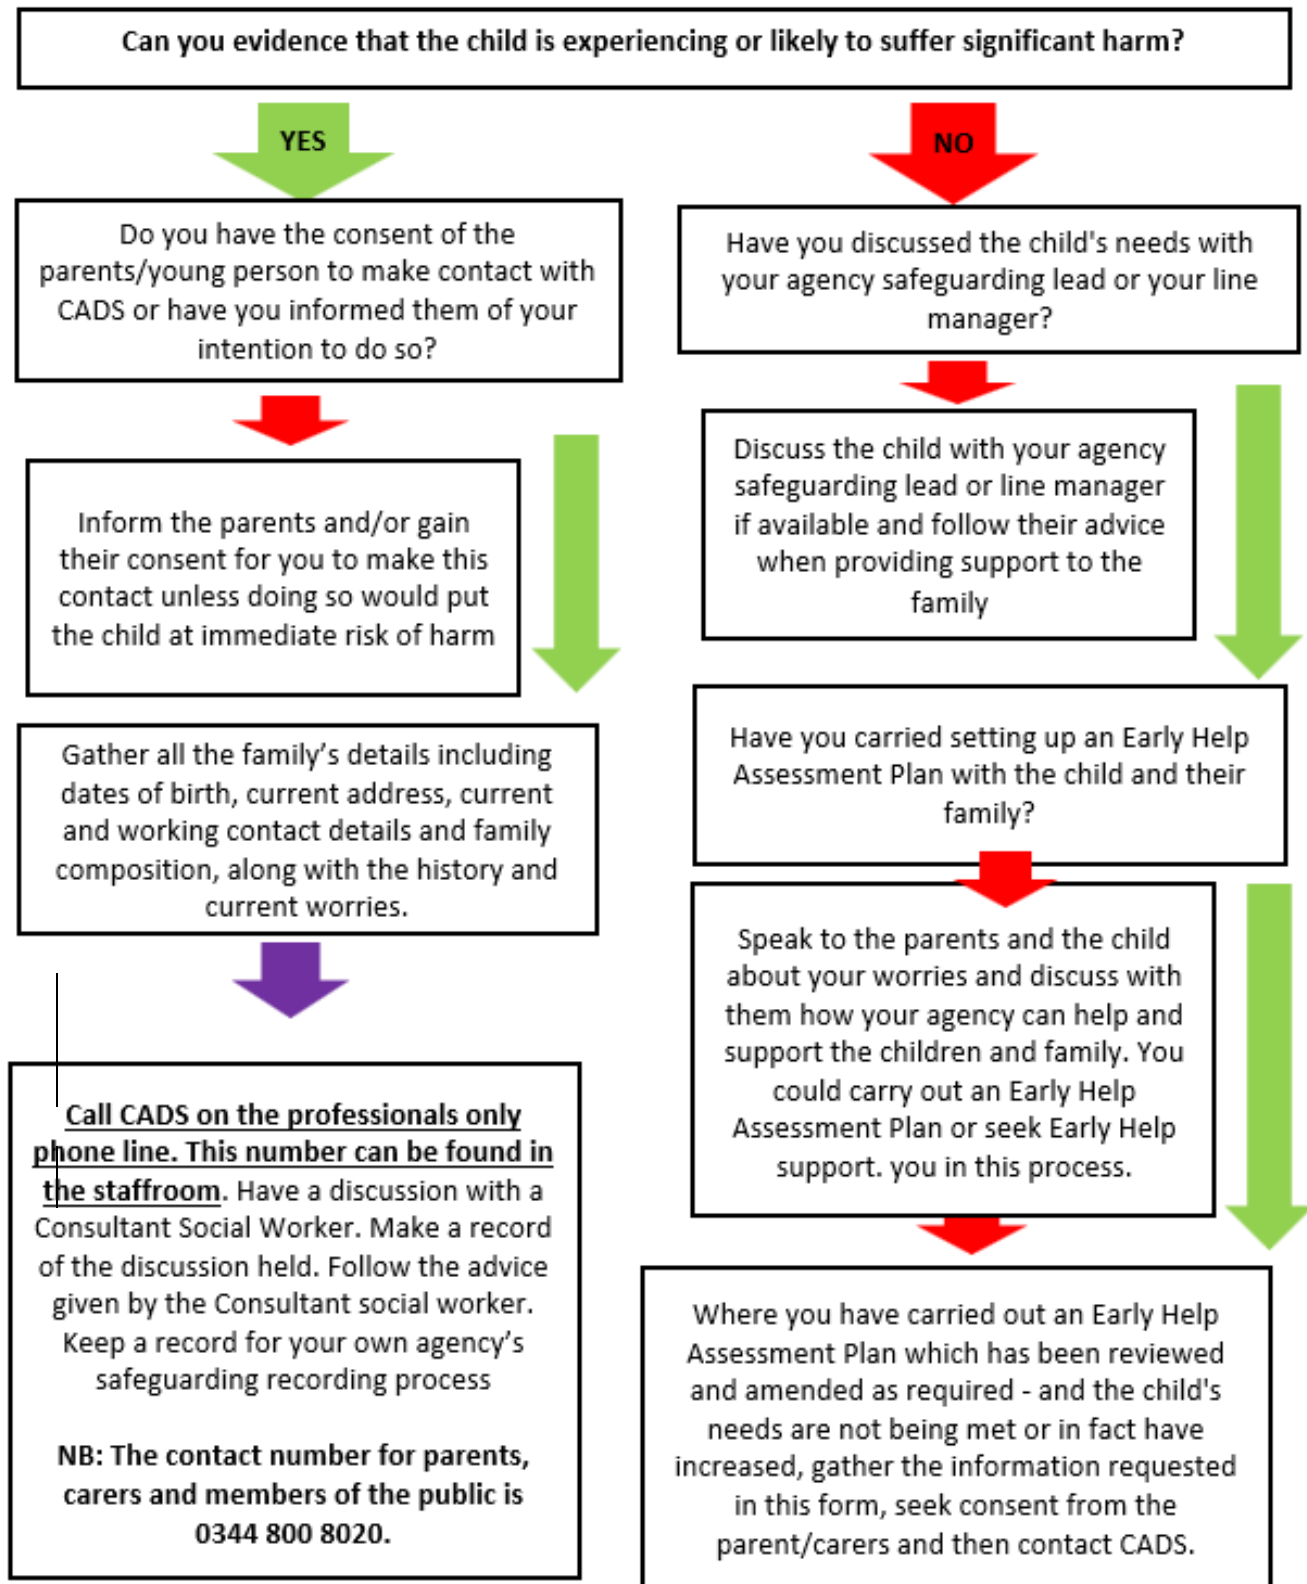 Can you evidence that the child is experiencing or likely to suffer significant harm?
YES
Do you have the consent of the
parents/young person to make contact with
CADS or have you informed them of your
intention to do so?
Inform the parents and/or gain
their consent for you to make this
contact unless doing so would put
the child at immediate risk of harm
Gather all the family’s details including
dates of birth, current address, current
and working contact details and family
composition, along with the history and
current worries.
Call CADS on the professionals only
phone line. This number can be found in
the staffroom. Have a discussion with a
Consultant Social Worker. Make a record
of the discussion held. Follow the advice
given by the Consultant social worker.
Keep a record for your own agency’s
safeguarding recording process
NB: The contact number for parents,
carers and members of the public is
0344 800 8020.
NO
Have you discussed the child's needs with
your agency safeguarding lead or your line
manager?
Discuss the child with your agency
safeguarding lead or line manager
if available and follow their advice
when providing support to the
family
Have you carried setting up an Early Help
Assessment Plan with the child and their
family?
Speak to the parents and the child
about your worries and discuss with
them how your agency can help and
support the children and family. You
could carry out an Early Help
Assessment Plan or seek Early Help
support. you in this process.
Where you have carried out an Early Help
Assessment Plan which has been reviewed
and amended as required - and the child's
needs are not being met or in fact have
increased, gather the information requested
in this form, seek consent from the
parent/carers and then contact CADS.